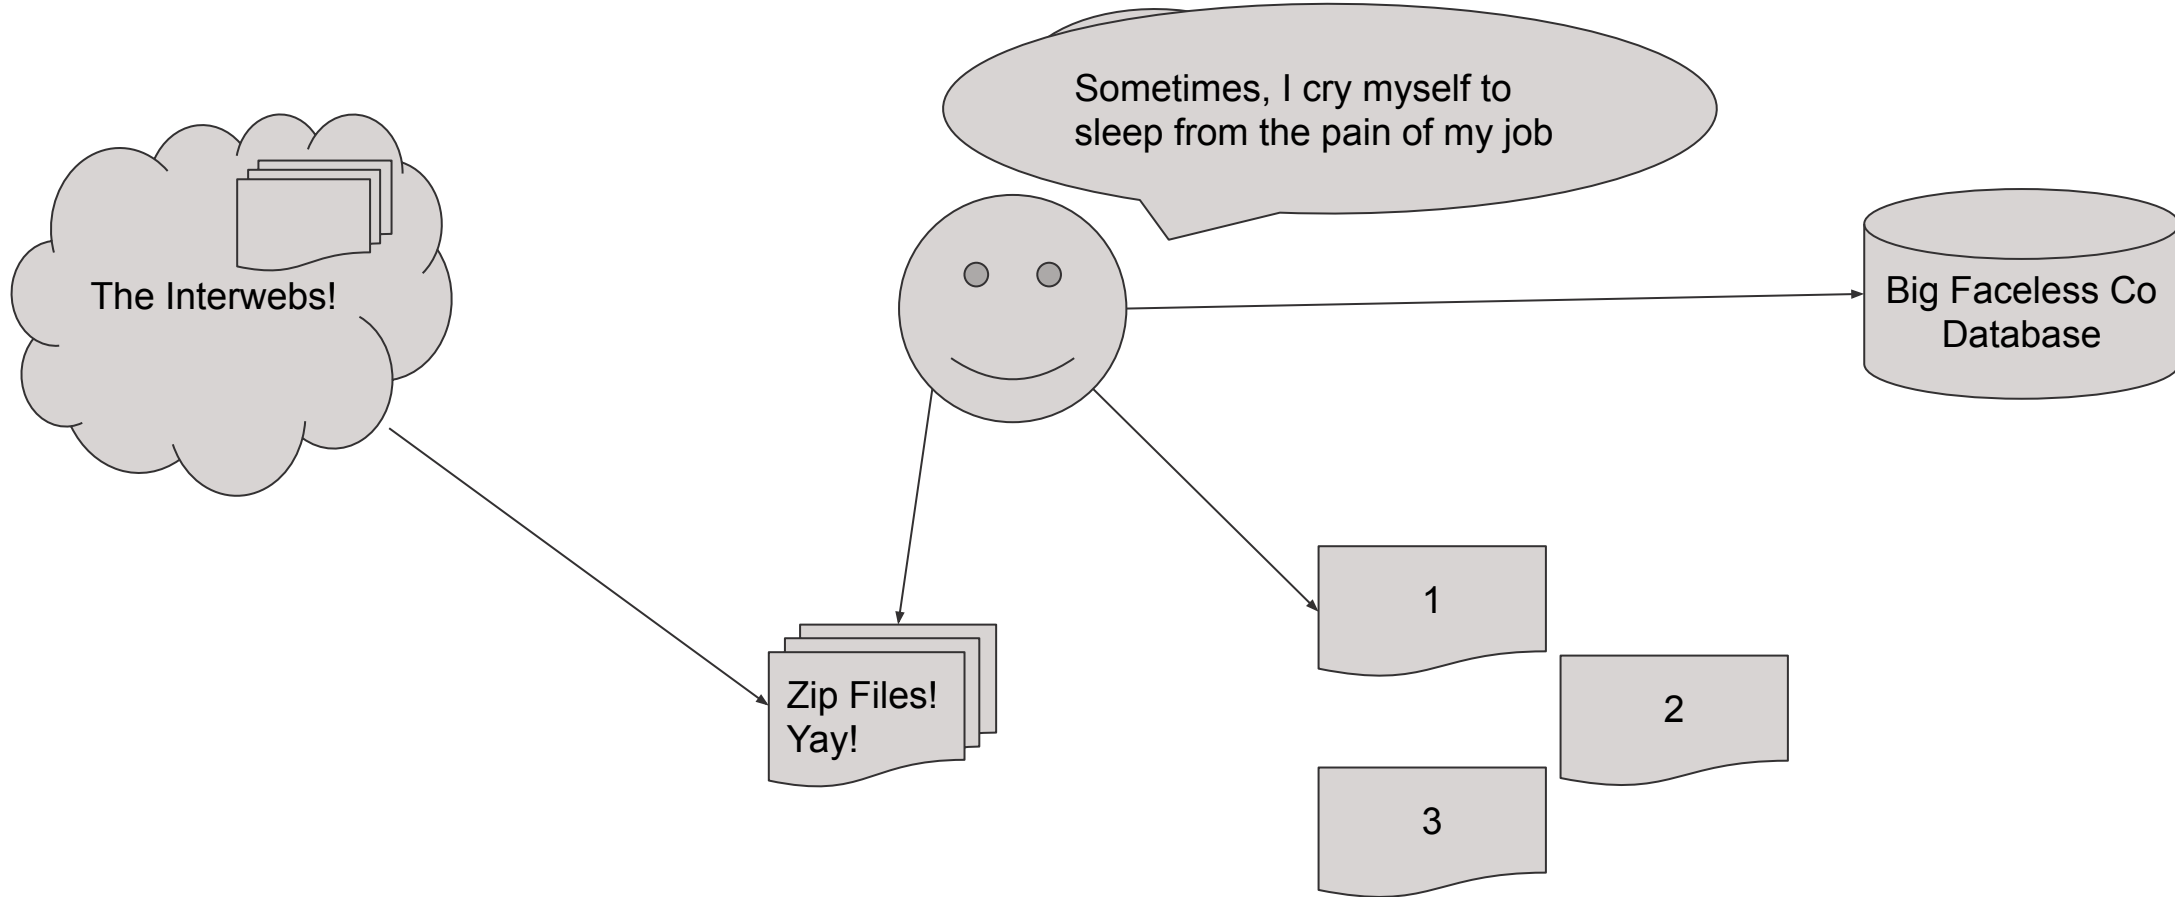 Sometimes, I cry myself to
sleep from the pain of my job
The Interwebs!
Big Faceless Co
Database
Zip Files!
Yay!
1
2
3